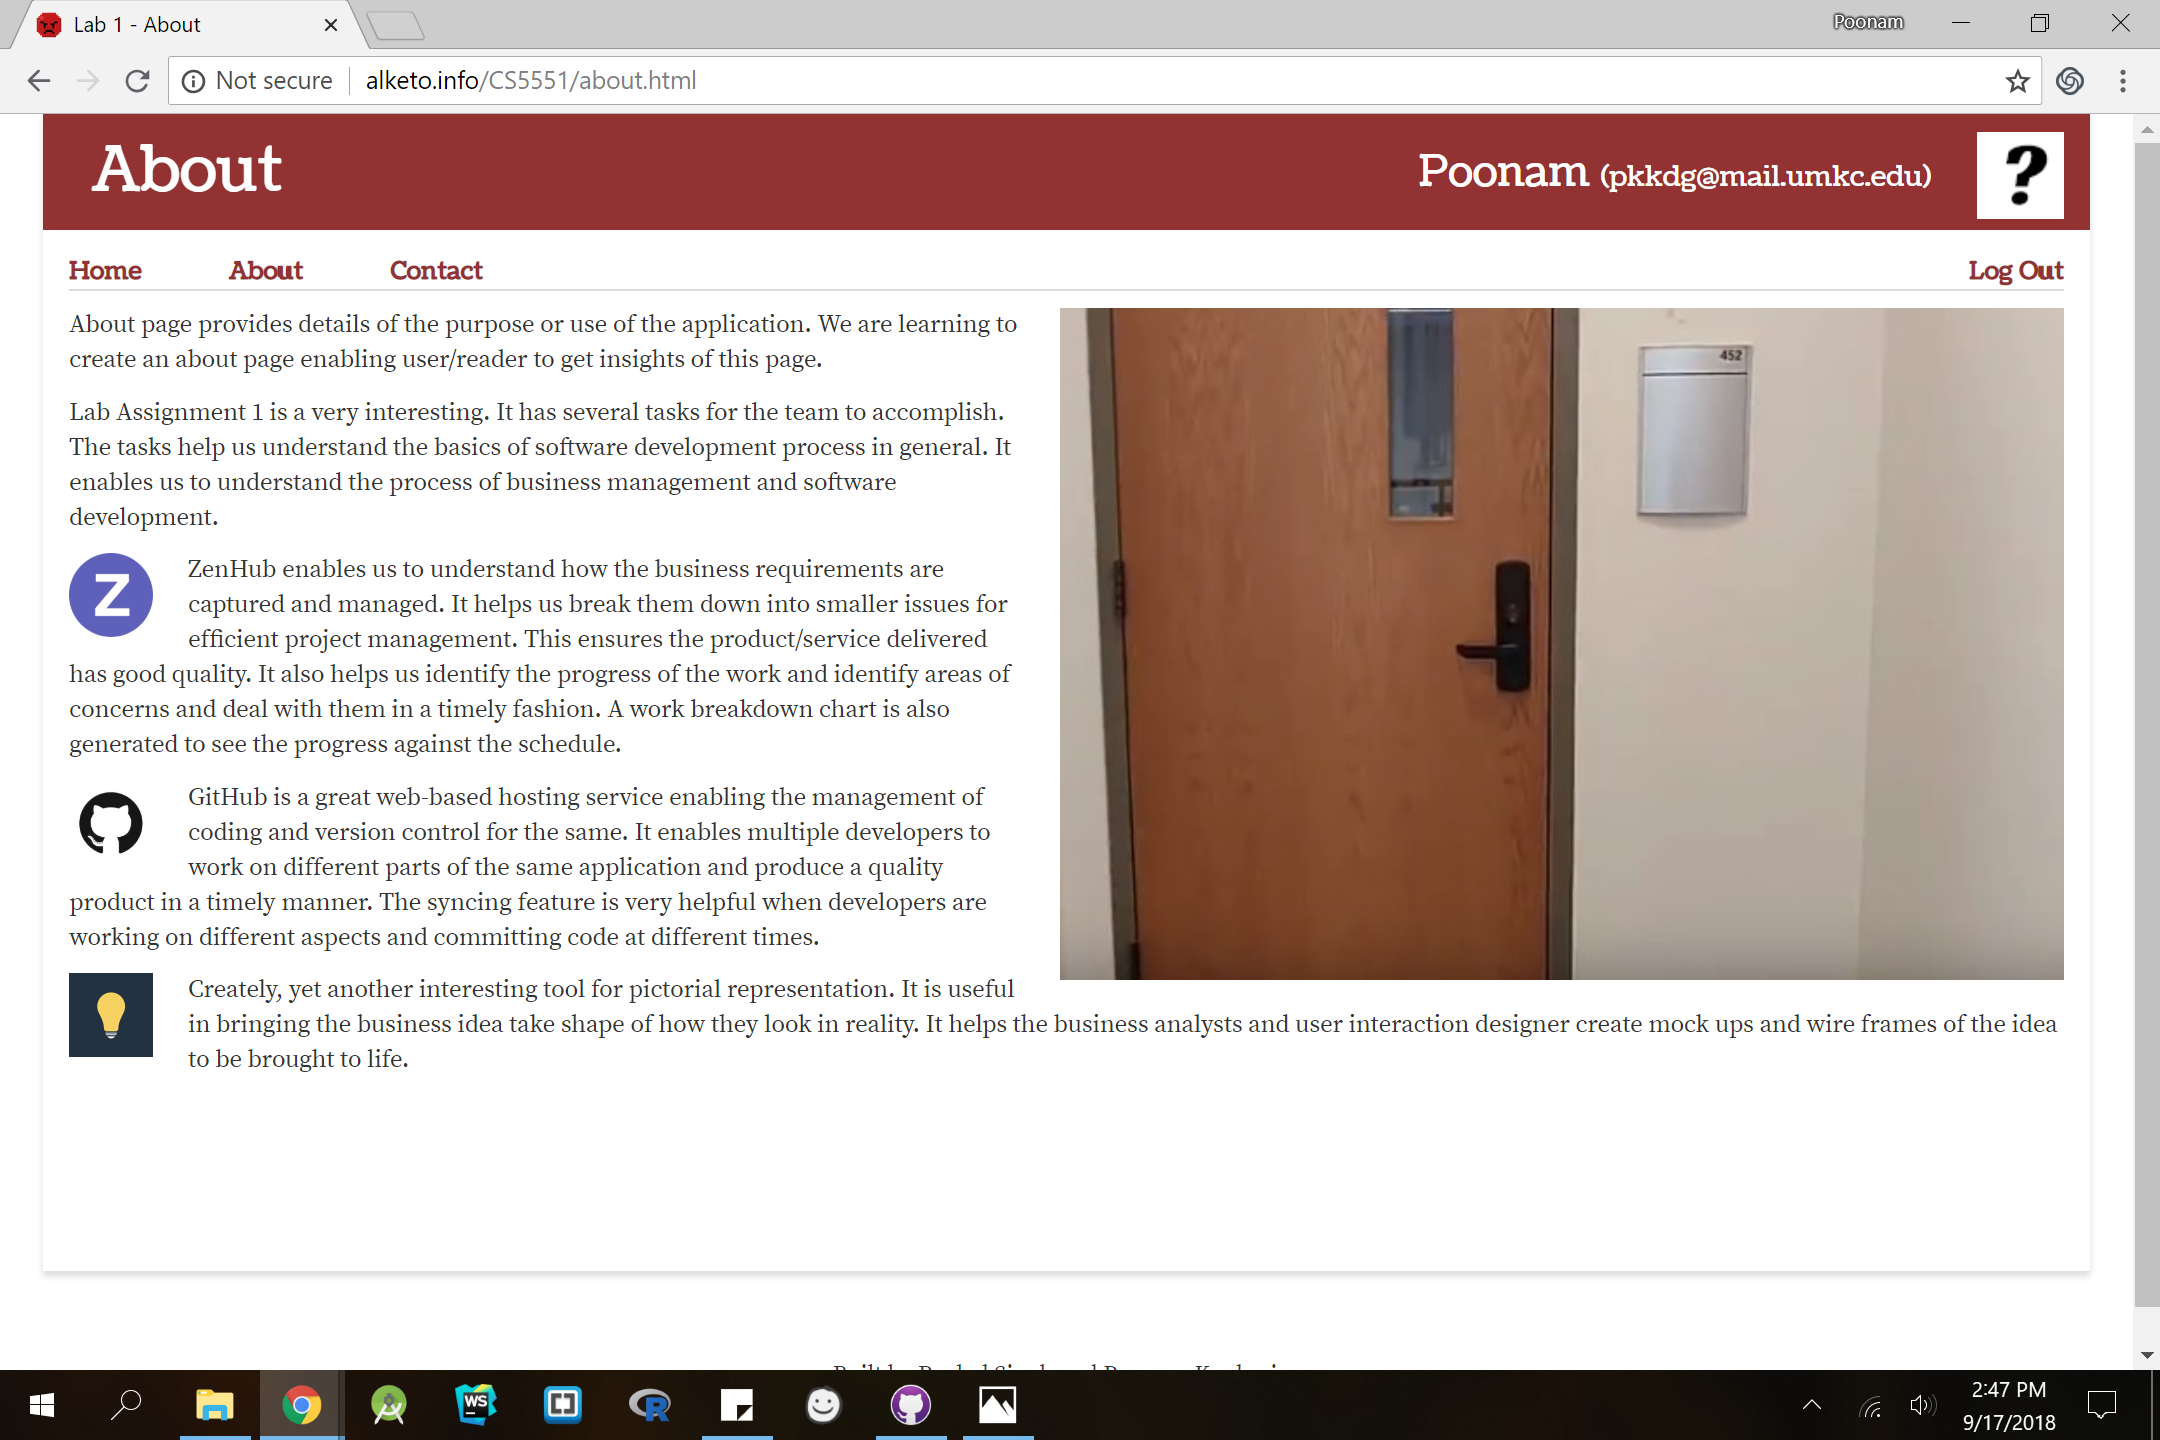 Lab 1 - About
Poonam
Not secure
alketo.info/CS5551/about.html
About
Poonam (pkkdg@mail.umkc.edu)
?
Home
About
Contact
Log Out
About page provides details of the purpose or use of the application. We are learning to
create an about page enabling user/reader to get insights of this page.
Lab Assignment 1 is a very interesting. It has several tasks for the team to accomplish.
The tasks help us understand the basics of software development process in general. It
enables us to understand the process of business management and software
development.
452
Z
ZenHub enables us to understand how the business requirements are
captured and managed. It helps us break them down into smaller issues for
efficient project management. This ensures the product/service delivered
has good quality. It also helps us identify the progress of the work and identify areas of
concerns and deal with them in a timely fashion. A work breakdown chart is also
generated to see the progress against the schedule.
GitHub is a great web-based hosting service enabling the management of
coding and version control for the same. It enables multiple developers to
work on different parts of the same application and produce a quality
product in a timely manner. The syncing feature is very helpful when developers are
working on different aspects and committing code at different times.
Creately, yet another interesting tool for pictorial representation. It is useful
in bringing the business idea take shape of how they look in reality. It helps the business analysts and user interaction designer create mock ups and wire frames of the idea
to be brought to life.
WS
R
2:47 PM
9/17/2018